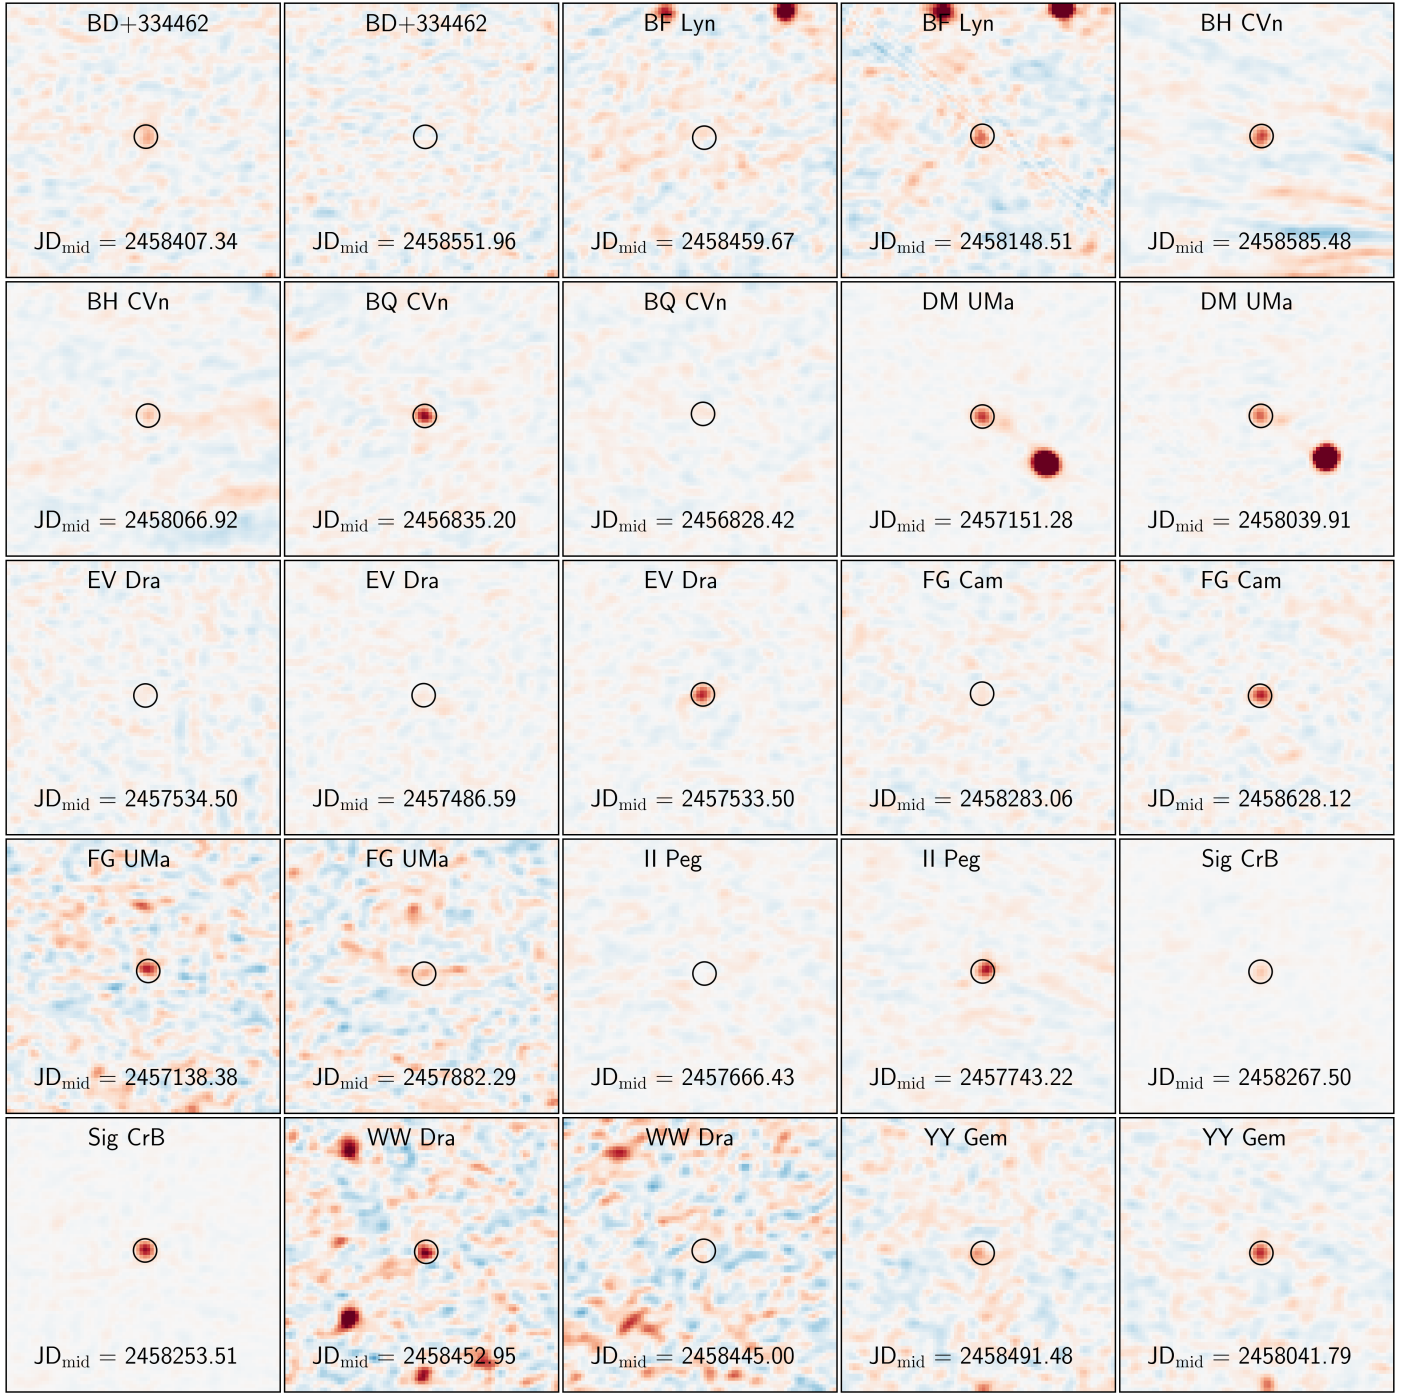 BD+334462
JDmid = 2458407.34
BD+334462
JDmid = 2458551.96
BF Lyn
JDmid = 2458459.67
BF Lyn
JDmid = 2458148.51
BH CVn
JDmid = 2458585.48
BH CVn
JDmid = 2458066.92
BQ CVn
JDmid = 2456835.20
BQ CVn
JDmid = 2456828.42
DM UMa
JDmid = 2457151.28
DM UMa
JDmid = 2458039.91
EV Dra
JDmid = 2457534.50
EV Dra
JDmid = 2457486.59
EV Dra
JDmid = 2457533.50
FG Cam
JDmid = 2458283.06
FG Cam
JDmid = 2458628.12
FG UMa
JDmid = 2457138.38
FG UMa
JDmid = 2457882.29
II Peg
JDmid = 2457666.43
II Peg
JDmid = 2457743.22
Sig CrB
JDmid = 2458267.50
Sig CrB
JDmid = 2458253.51
WW Dra
JDmid = 2458452.95
WW Dra
JDmid = 2458445.00
YY Gem
JDmid = 2458491.48
YY Gem
JDmid = 2458041.79